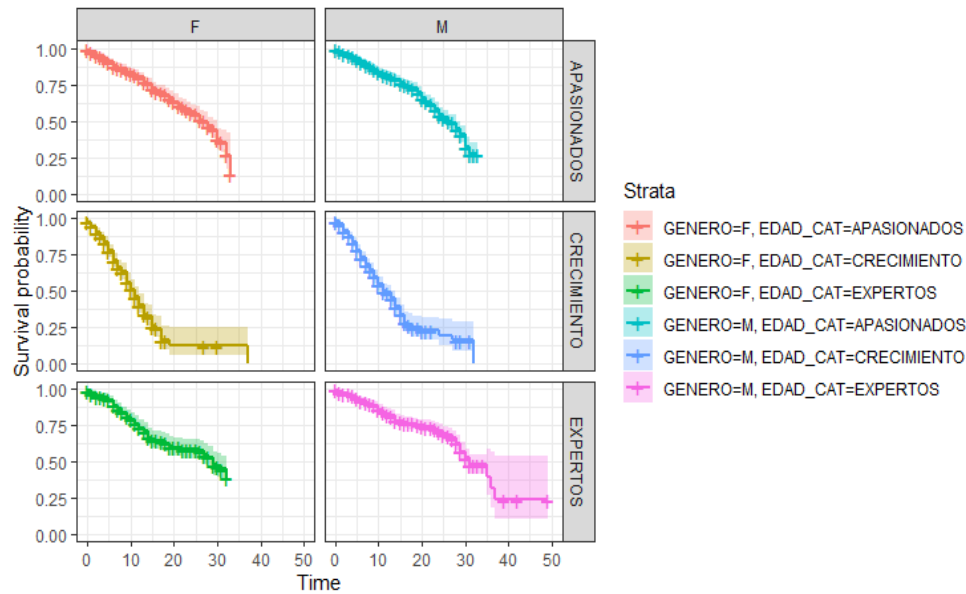 F
M
1.00
0.75
0.50
0.25
0.00
APASIONADOS
1.00
0.75
0.50
0.25
0.00
CRECIMIENTO
1.00
0.75
0.50
0.25
0.00
EXPERTOS
Survival probability
0 10 20 30 40 50
0 10 20 30 40 50
Time
Strata
GENERO=F, EDAD_CAT=APASIONADOS
GENERO=F, EDAD_CAT=CRECIMIENTO
GENERO=F, EDAD_CAT=EXPERTOS
GENERO=M, EDAD_CAT=APASIONADOS
GENERO=M, EDAD_CAT=CRECIMIENTO
GENERO=M, EDAD_CAT=EXPERTOS